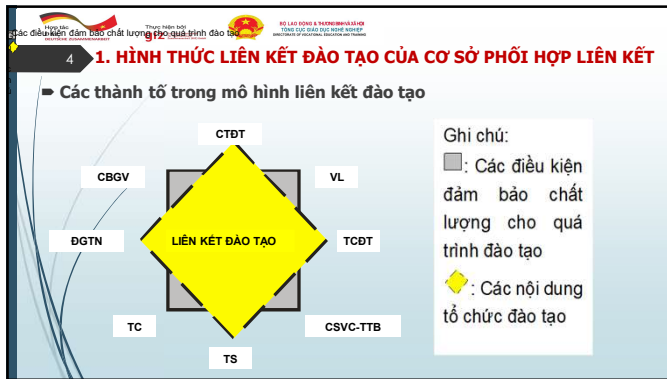 Hợp tác
Thực hiện bởi
BỘ LAO ĐỘNG & THƯƠNG BINH VÀ XÃ HỘI
TỔNG CỤC GIÁO DỤC NGHỀ NGHIỆP
DIRECTORATE OF VOCATIONAL EDUCATION AND TRAINING
Các điều kiện đảm bảo chất lượng cho quá trình đào tạo
DEUTSCHE ZUSAMMENARBEIT
giz
4
1. HÌNH THỨC LIÊN KẾT ĐÀO TẠO CỦA CƠ SỞ PHỐI HỢP LIÊN KẾT
Các thành tố trong mô hình liên kết đào tạo
CTĐT
CBGV
VL
ĐGTN
LIÊN KẾT ĐÀO TẠO
TCĐT
TC
CSVC-TTB
TS
Ghi chú:
: Các điều kiện
đảm bảo chất
lượng cho quá
trình đào tạo
: Các nội dung
tổ chức đào tạo